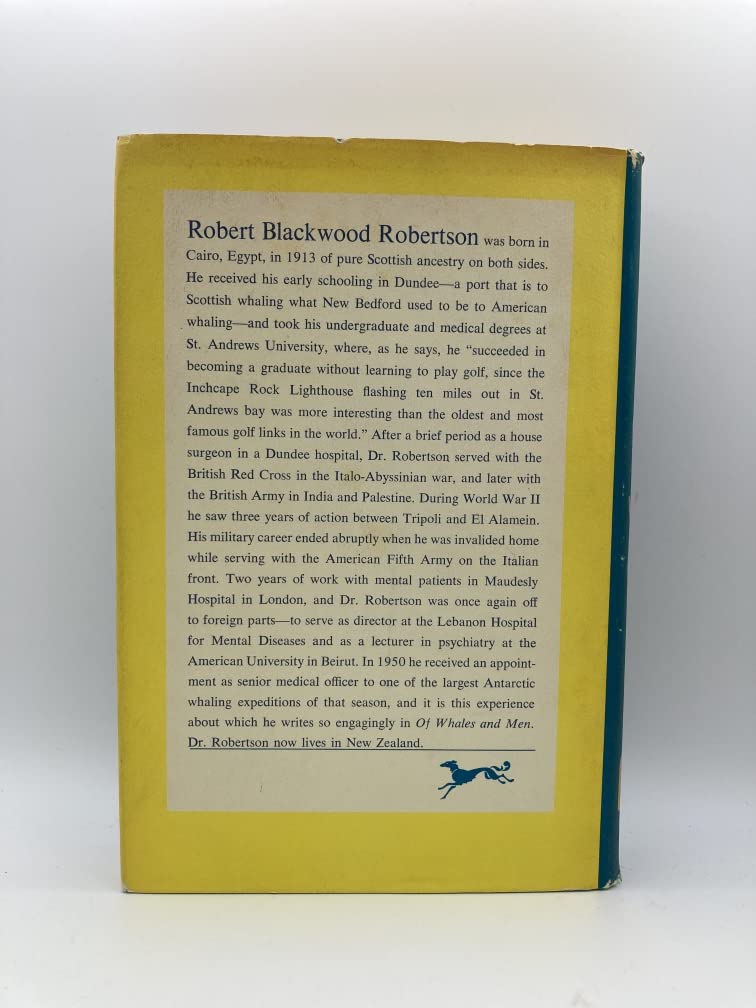 Robert Blackwood Robertson was born in
Cairo, Egypt, in 1913 of pure Scottish ancestry on both sides.
He received his early schooling in Dundee—a port that is to
Scottish whaling what New Bedford used to be to American
whaling—and took his undergraduate and medical degrees at
St. Andrews University, where, as he says, he “succeeded in
becoming a graduate without learning to play golf, since the
Inchcape Rock Lighthouse flashing ten miles out in St.
Andrews bay was more interesting than the oldest and most
famous golf links in the world.” After a brief period as a house
surgeon in a Dundee hospital, Dr. Robertson served with the
British Red Cross in the Italo-Abyssinian war, and later with
the British Army in India and Palestine. During World War II
he saw three years of action between Tripoli and El Alamein.
His military career ended abruptly when he was invalided home
while serving with the American Fifth Army on the Italian
front. Two years of work with mental patients in Maudesly
Hospital in London, and Dr. Robertson was once again off
to foreign parts—to serve as director at the Lebanon Hospital
for Mental Diseases and as a lecturer in psychiatry at the
American University in Beirut. In 1950 he received an appoint-
ment as senior medical officer to one of the largest Antarctic
whaling expeditions of that season, and it is this experience
about which he writes so engagingly in Of Whales and Men.
Dr. Robertson now lives in New Zealand.